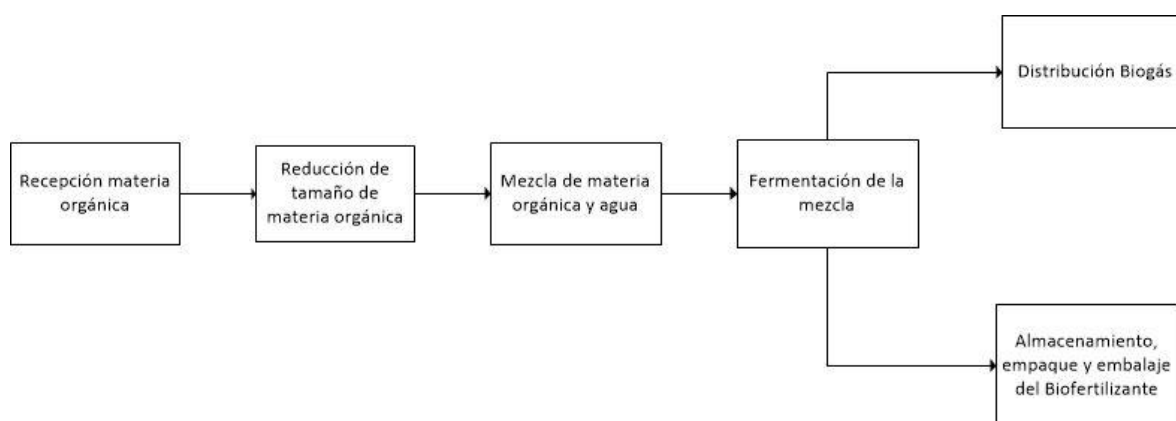 Recepción materia
orgánica
Reducción de
tamaño de
materia orgánica
Mezcla de materia
orgánica y agua
Fermentación de la
mezcla
Distribución Biogás
Almacenamiento,
empaque y embalaje
del Biofertilizante